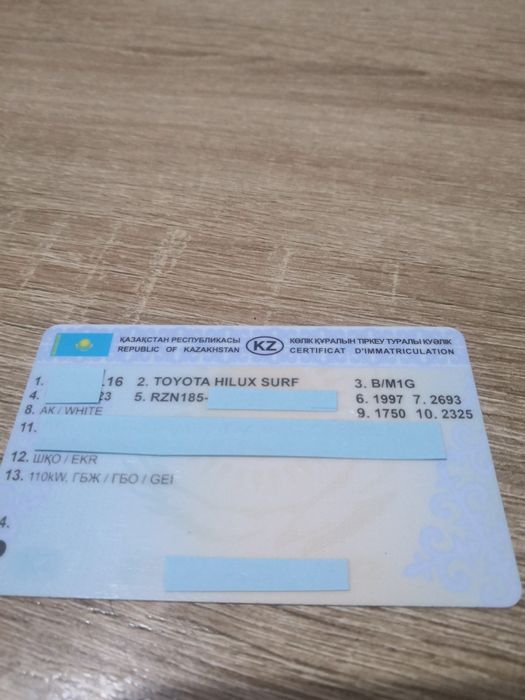 ҚАЗАҚСТАН РЕСПУБЛИКАСЫ
REPUBLIC OF KAZAKHSTAN
KZ
КӨЛІК ҚҰРАЛЫН ТІРКЕУ ТУРАЛЫ КУӘЛІК
CERTIFICAT D'IMMATRICULATION
1. 16 2. TOYOTA HILUX SURF 3. B/M1G
4. 23 5. RZN185- 6. 1997 7. 2693
8. АҚ / WHITE 9. 1750 10. 2325
11.
12. ШҚО / EKR
13. 110kW, ГБЖ / ГБО / GEI
4.